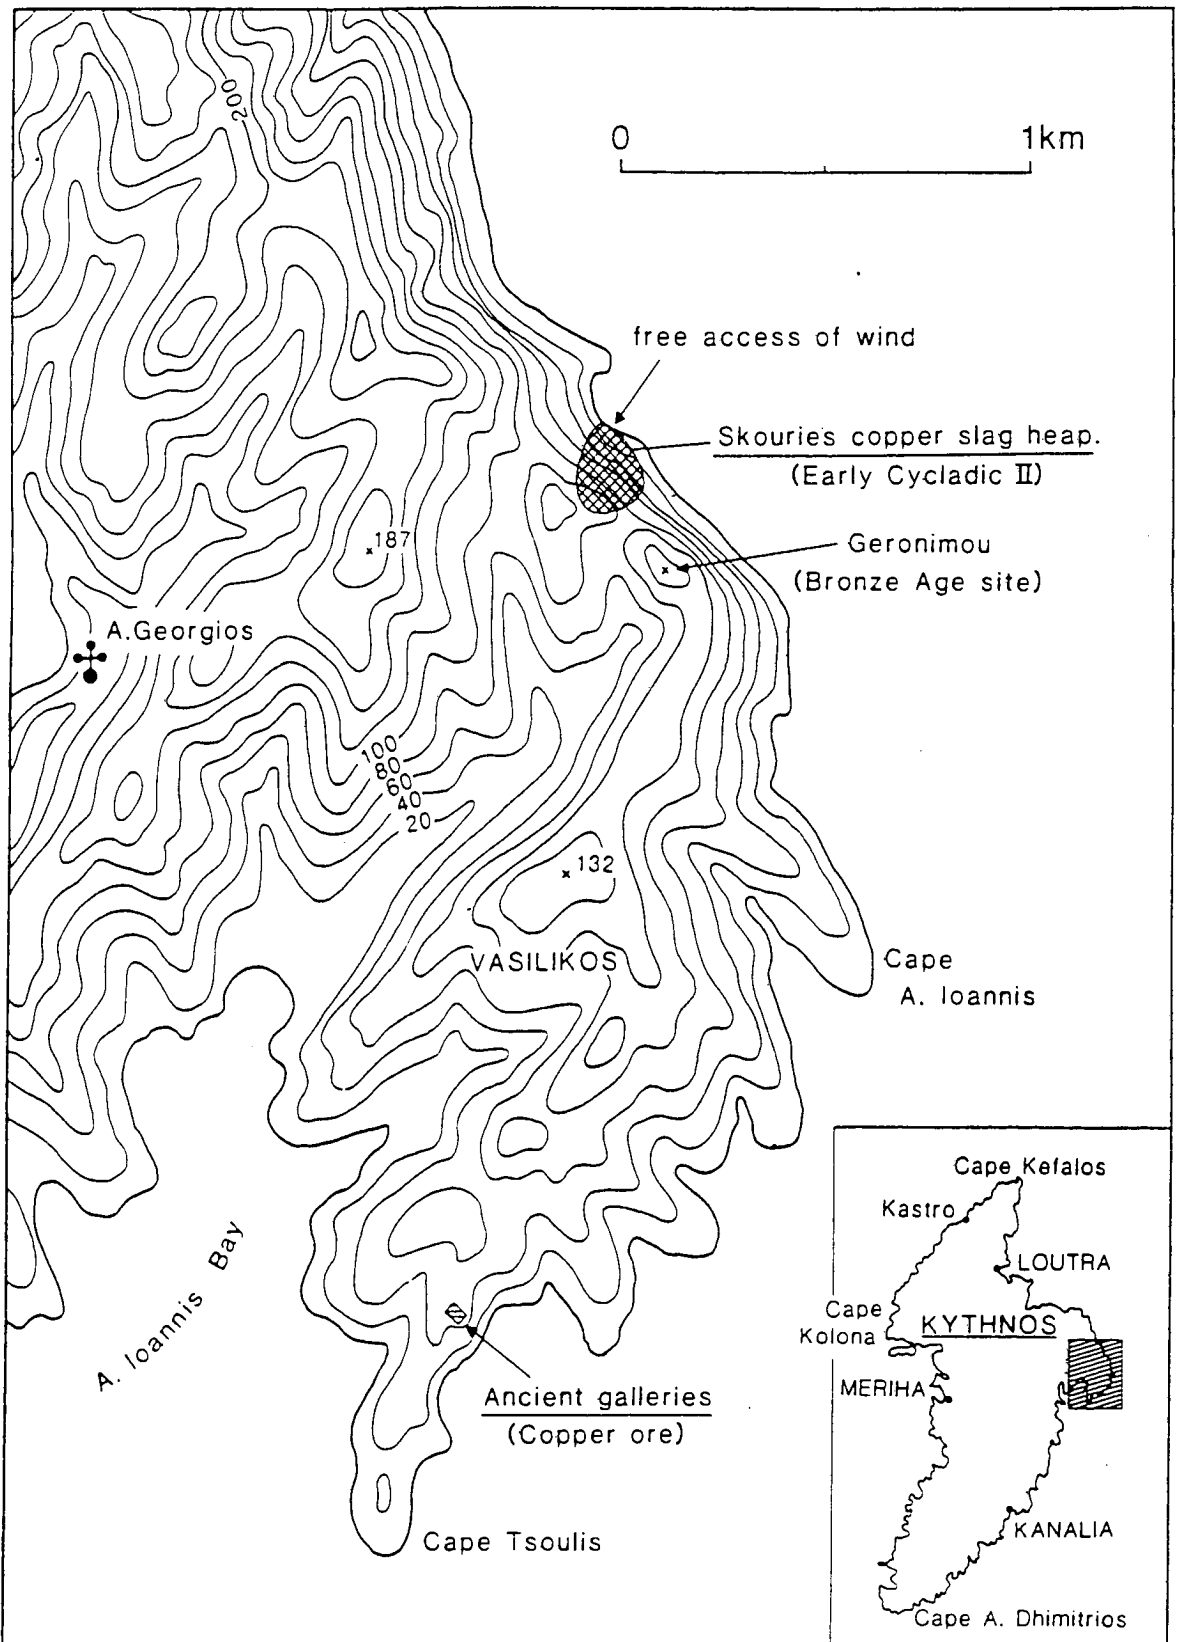 200
0 1km
free access of wind
Skouries copper slag heap.
(Early Cycladic II)
187
Geronimou
(Bronze Age site)
A.Georgios
100
80
60
40
20
132
VASILIKOS
Cape
A. Ioannis
A. Ioannis Bay
Ancient galleries
(Copper ore)
Cape Tsoulis
Cape Kefalos
Kastro
LOUTRA
Cape
Kolona
KYTHNOS
MERIHA
KANALIA
Cape A. Dhimitrios